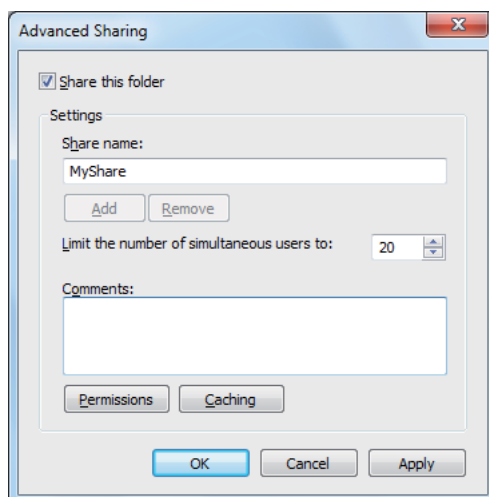 Advanced Sharing
Share this folder
Settings
Share name:
MyShare
Add Remove
Limit the number of simultaneous users to: 20
Comments:
Permissions Caching
OK Cancel Apply